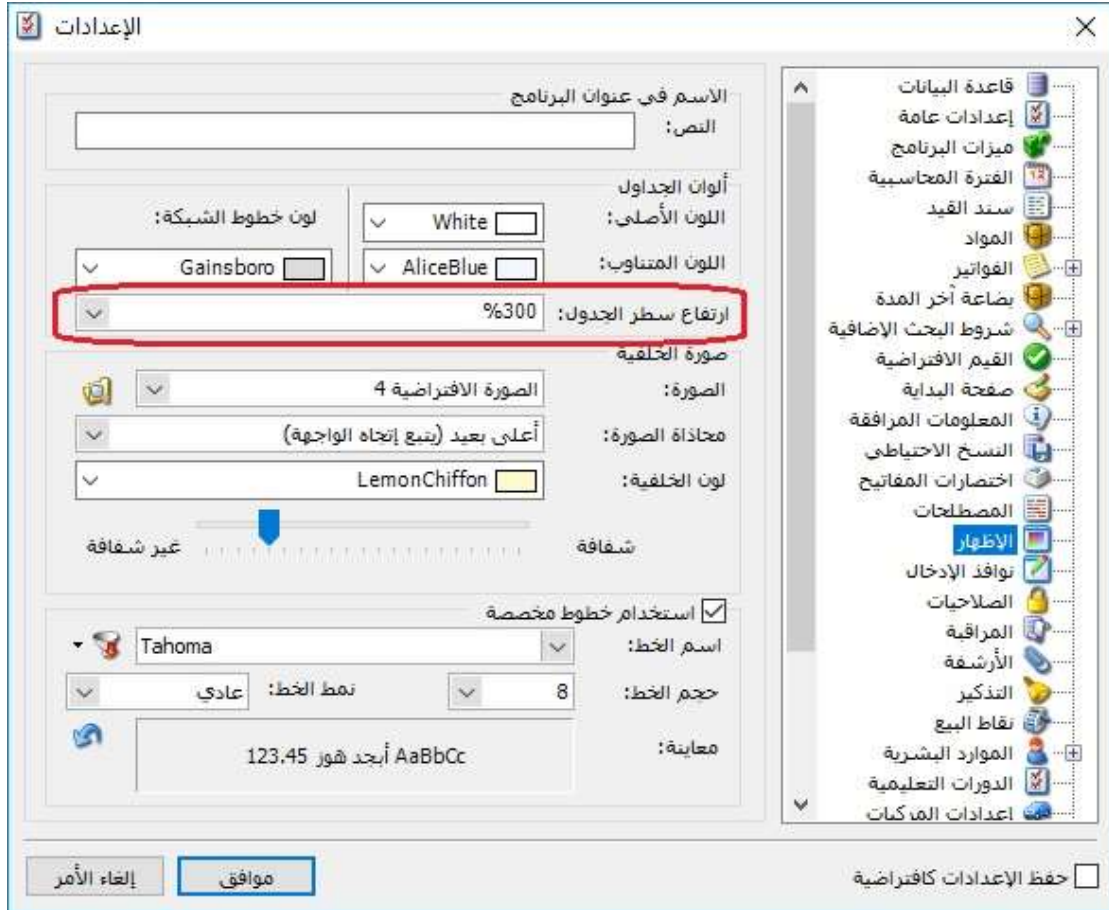 الإعدادات
قاعدة البيانات
إعدادات عامة
ميزات البرنامج
الفترة المحاسبية
سند القيد
المواد
الفواتير
بضاعة آخر المدة
شروط البحث الإضافية
القيم الافتراضية
صفحة البداية
المعلومات المرافقة
النسخ الاحتياطي
اختصارات المفاتيح
المصطلحات
الإظهار
نوافذ الإدخال
الصلاحيات
المراقبة
الأرشفة
التذكير
نقاط البيع
الموارد البشرية
الدورات التعليمية
إعدادات المركبات
الاسم في عنوان البرنامج
النص:
ألوان الجداول
اللون الأصلي: White لون خطوط الشبكة:
اللون المتناوب: AliceBlue Gainsboro
ارتفاع سطر الجدول: %300
صورة الخلفية
الصورة: الصورة الافتراضية 4
محاذاة الصورة: أعلى بعيد (يتبع إتجاه الواجهة)
لون الخلفية: LemonChiffon
شفافة غير شفافة
استخدام خطوط مخصصة
اسم الخط: Tahoma
حجم الخط: 8 نمط الخط: عادي
معاينة: AaBbCc أبجد هوز 123.45
حفظ الإعدادات كافتراضية
موافق
إلغاء الأمر